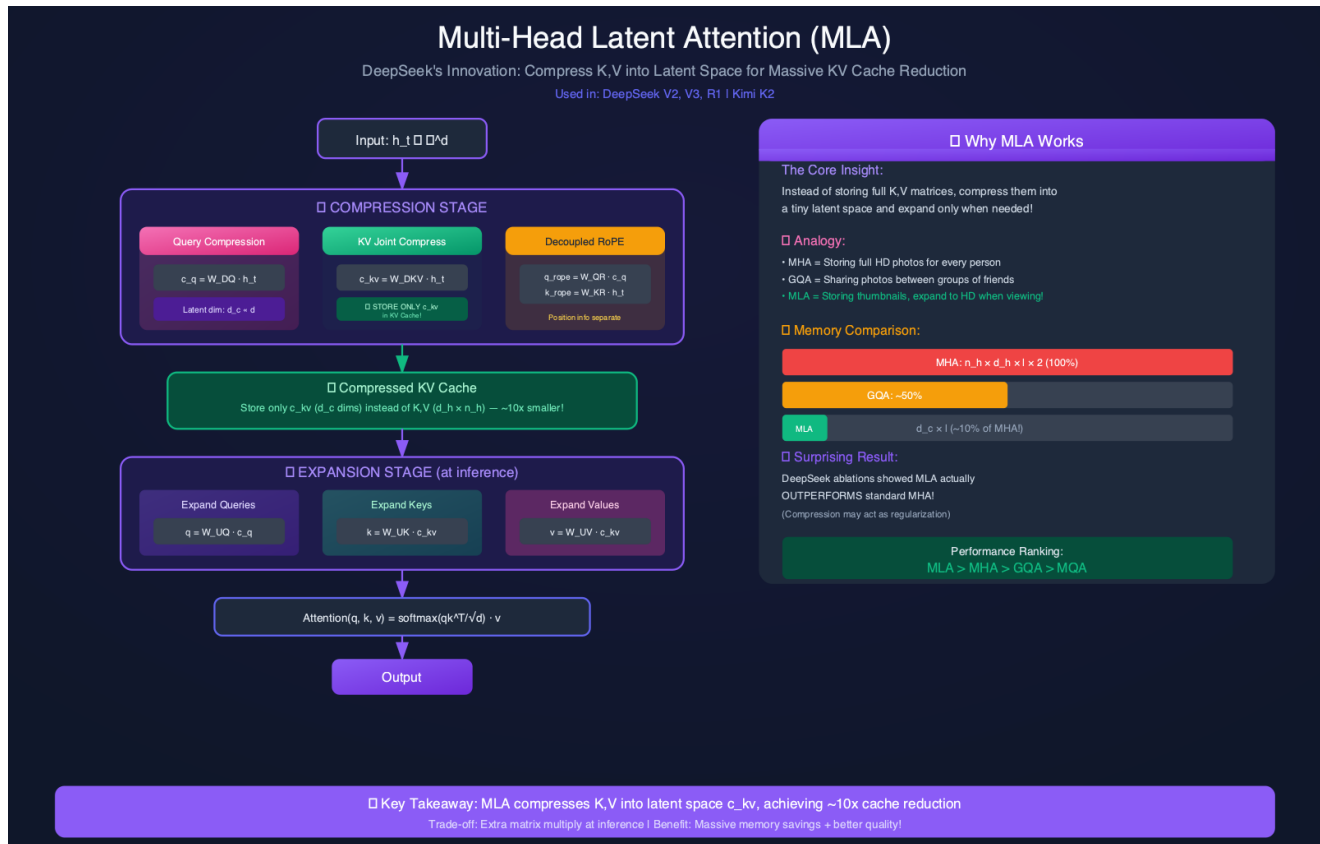 Multi-Head Latent Attention (MLA)
DeepSeek's Innovation: Compress K,V into Latent Space for Massive KV Cache Reduction
Used in: DeepSeek V2, V3, R1 | Kimi K2
Input: h_t □ □^d
□ COMPRESSION STAGE
Query Compression
c_q = W_DQ · h_t
Latent dim: d_c « d
KV Joint Compress
c_kv = W_DKV · h_t
□ STORE ONLY c_kv
in KV Cache!
Decoupled RoPE
q_rope = W_QR · c_q
k_rope = W_KR · h_t
Position info separate
□ Compressed KV Cache
Store only c_kv (d_c dims) instead of K,V (d_h × n_h) — ~10x smaller!
□ EXPANSION STAGE (at inference)
Expand Queries
q = W_UQ · c_q
Expand Keys
k = W_UK · c_kv
Expand Values
v = W_UV · c_kv
Attention(q, k, v) = softmax(qk^T/√d) · v
Output
□ Why MLA Works
The Core Insight:
Instead of storing full K,V matrices, compress them into
a tiny latent space and expand only when needed!
□ Analogy:
• MHA = Storing full HD photos for every person
• GQA = Sharing photos between groups of friends
• MLA = Storing thumbnails, expand to HD when viewing!
□ Memory Comparison:
MHA: n_h × d_h × l × 2 (100%)
GQA: ~50%
MLA
d_c × l (~10% of MHA!)
□ Surprising Result:
DeepSeek ablations showed MLA actually
OUTPERFORMS standard MHA!
(Compression may act as regularization)
Performance Ranking:
MLA > MHA > GQA > MQA
□ Key Takeaway: MLA compresses K,V into latent space c_kv, achieving ~10x cache reduction
Trade-off: Extra matrix multiply at inference | Benefit: Massive memory savings + better quality!